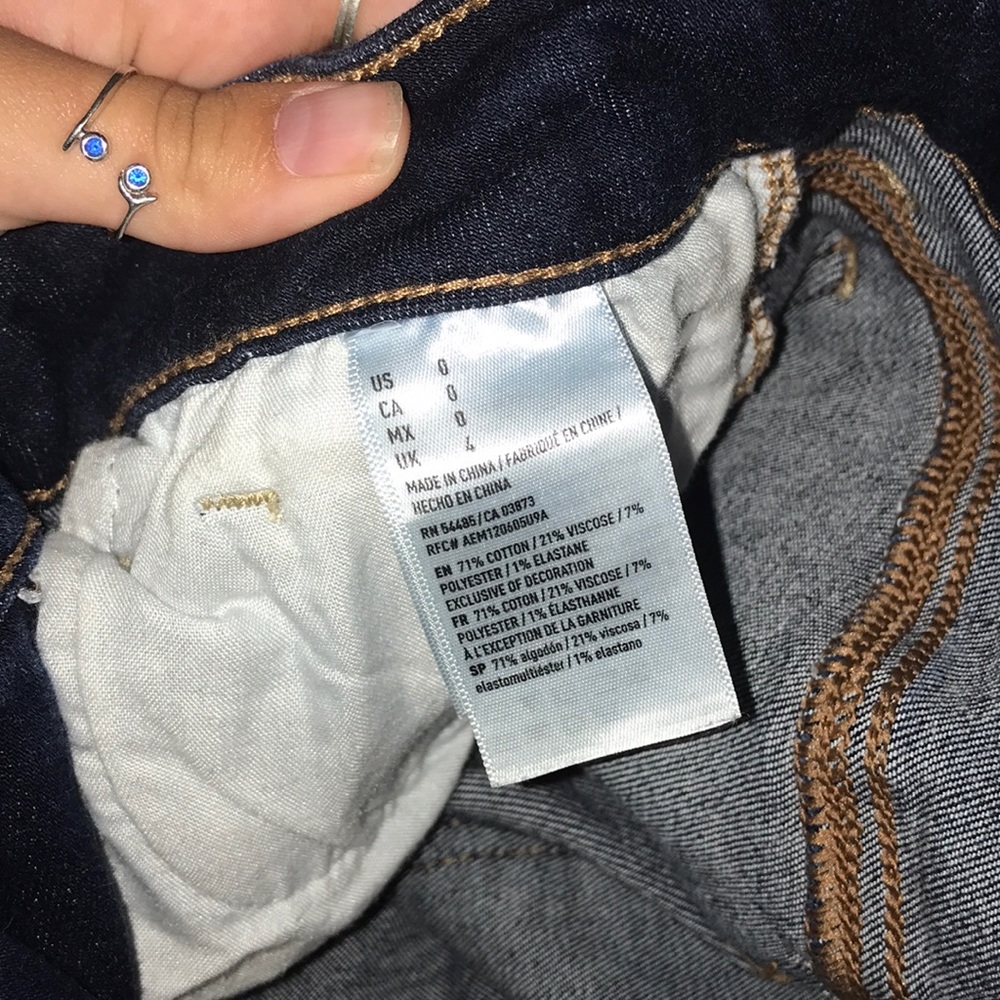 US 0
CA 0
MX 0
UK 4
MADE IN CHINA / FABRIQUÉ EN CHINE /
HECHO EN CHINA
RN 54485 / CA 03873
RFC# AEM120605U9A
EN 71% COTTON / 21% VISCOSE / 7%
POLYESTER / 1% ELASTANE
EXCLUSIVE OF DECORATION
FR 71% COTON / 21% VISCOSE / 7%
POLYESTER / 1% ÉLASTHANNE
À L'EXCEPTION DE LA GARNITURE
SP 71% algodón / 21% viscosa / 7%
elastomultiéster / 1% elastano